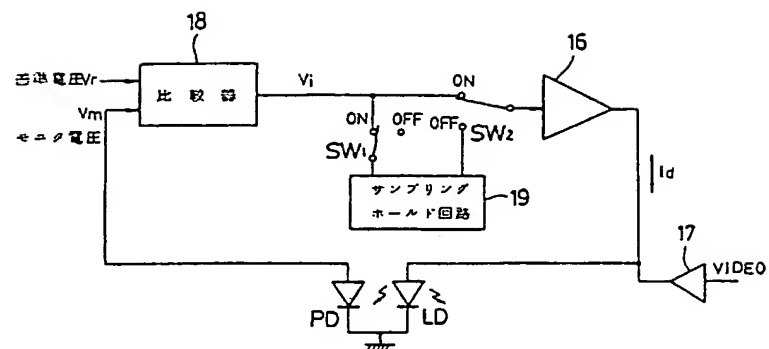 18
16
基準電圧Vr
比較器
Vi
ON
Vm
モニタ電圧
ON
OFF
OFF
SW1
SW2
サンプリング
ホールド回路
19
Id
17
VIDEO
PD
LD